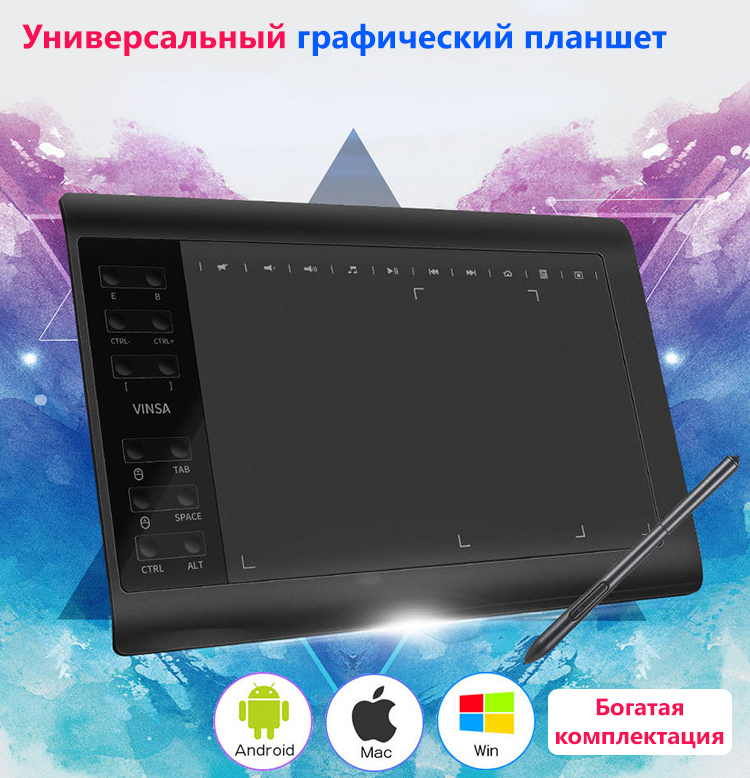 Универсальный графический планшет
E B
CTRL- CTRL+
[ ]
VINSA
TAB
SPACE
CTRL ALT
Android
Mac
Win
Богатая
комплектация